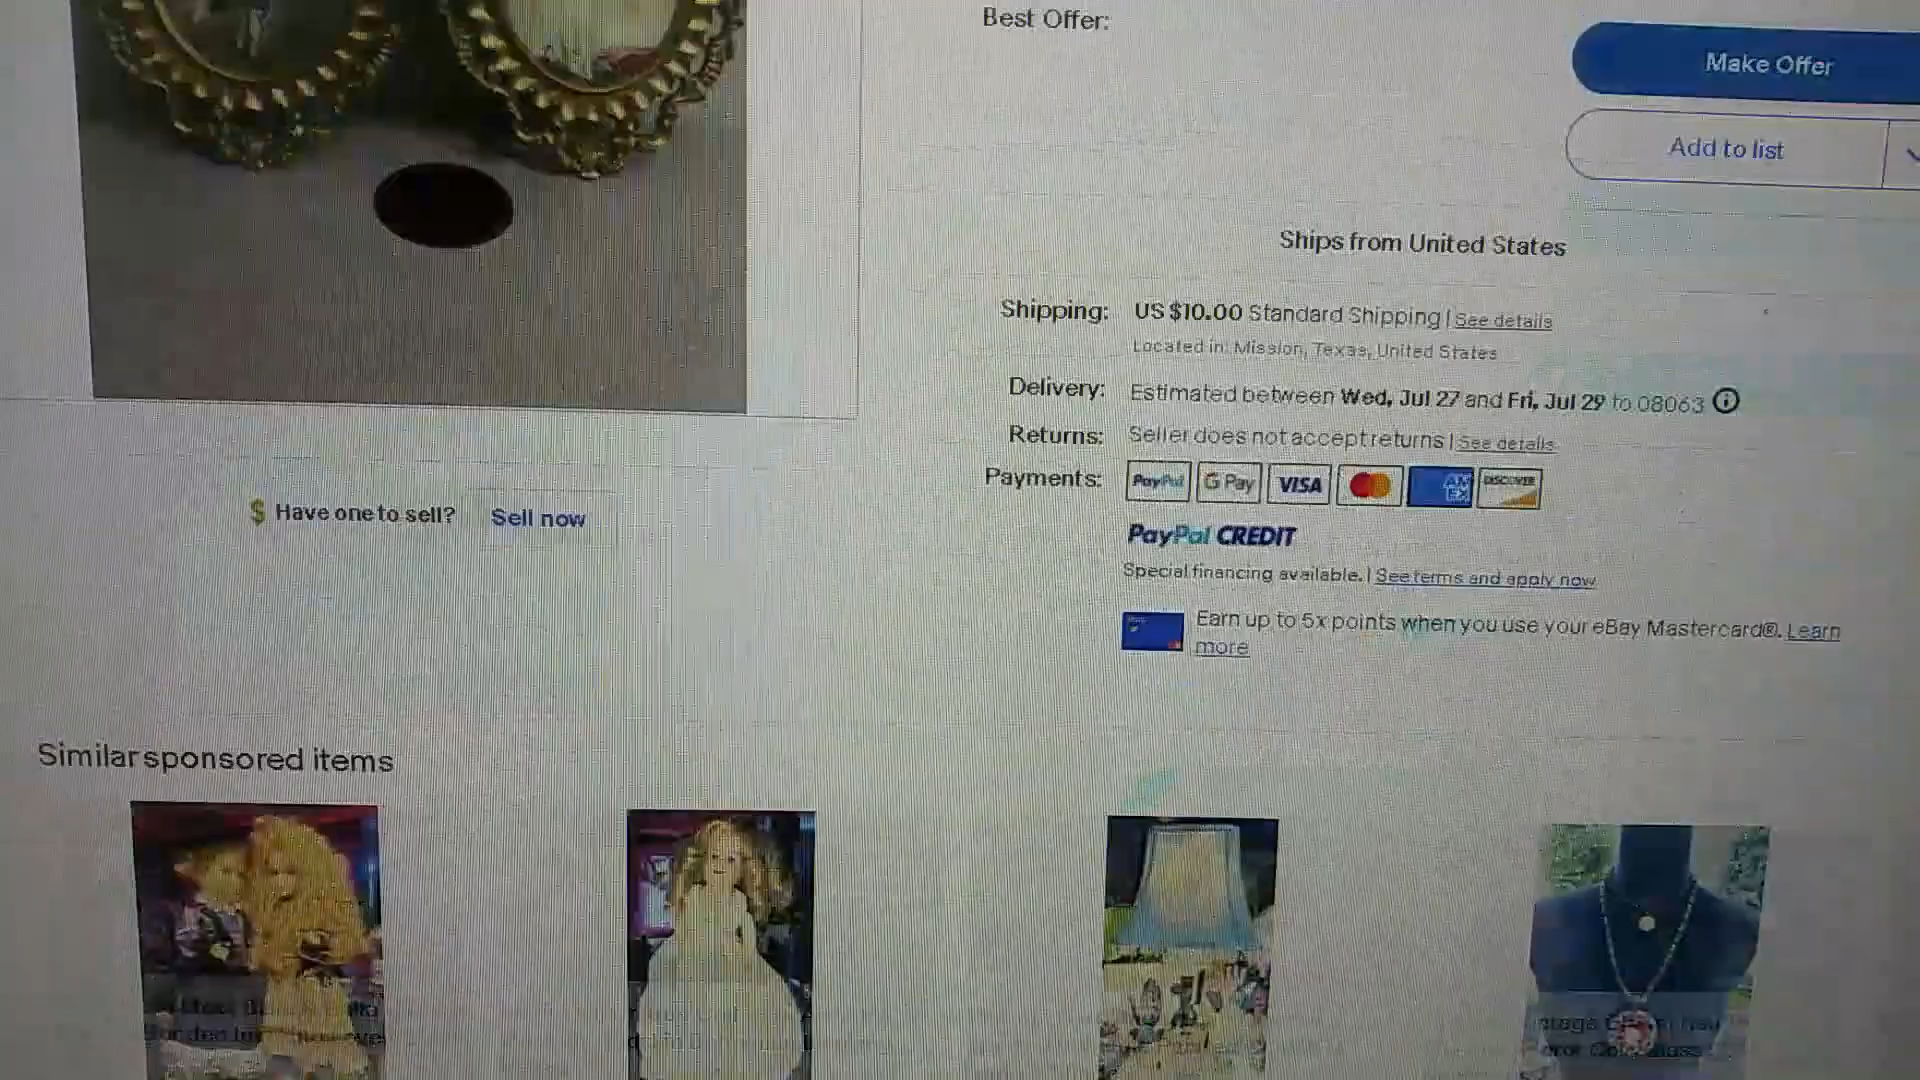 Best Offer:
Make Offer
Add to list
Ships from United States
Shipping: US $10.00 Standard Shipping | See details
Located in: Mission, Texas, United States
Delivery: Estimated between Wed, Jul 27 and Fri, Jul 29 to 08063
Returns: Seller does not accept returns | See details
Payments: PayPal G Pay VISA AM EX DISCOVER
PayPal CREDIT
Special financing available. | See terms and apply now
Earn up to 5x points when you use your eBay Mastercard®. Learn
more
$ Have one to sell? Sell now
Similar sponsored items